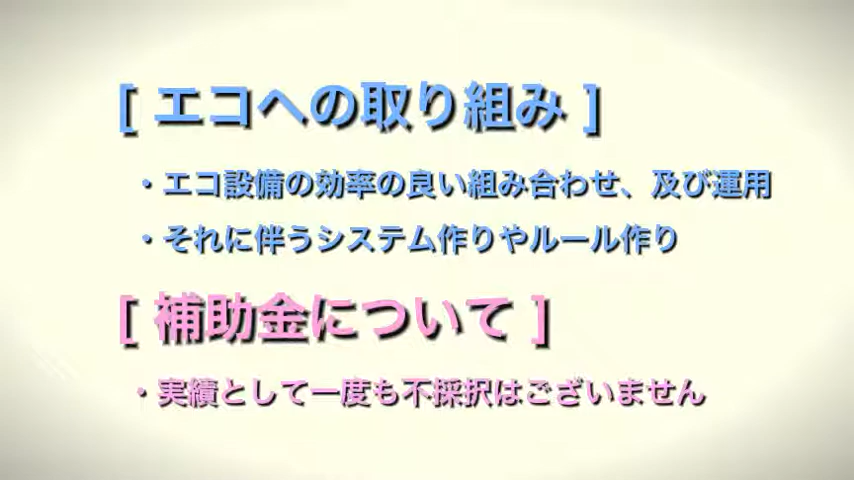 [ エコへの取り組み ]
・エコ設備の効率の良い組み合わせ、及び運用
・それに伴うシステム作りやルール作り
[ 補助金について ]
・実績として一度も不採択はございません